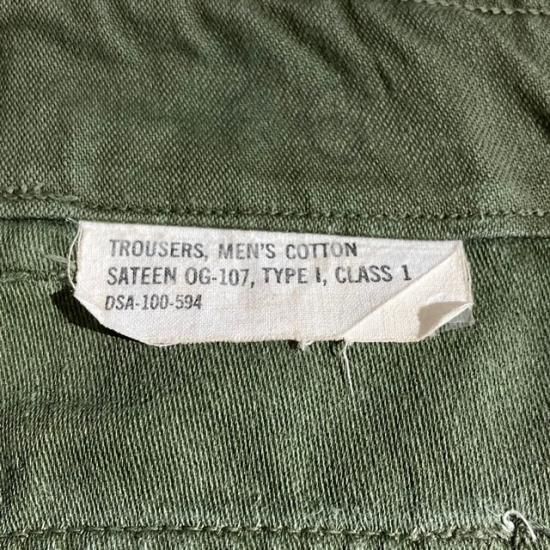 TROUSERS, MEN'S COTTON
SATEEN OG-107, TYPE I, CLASS 1
DSA-100-594